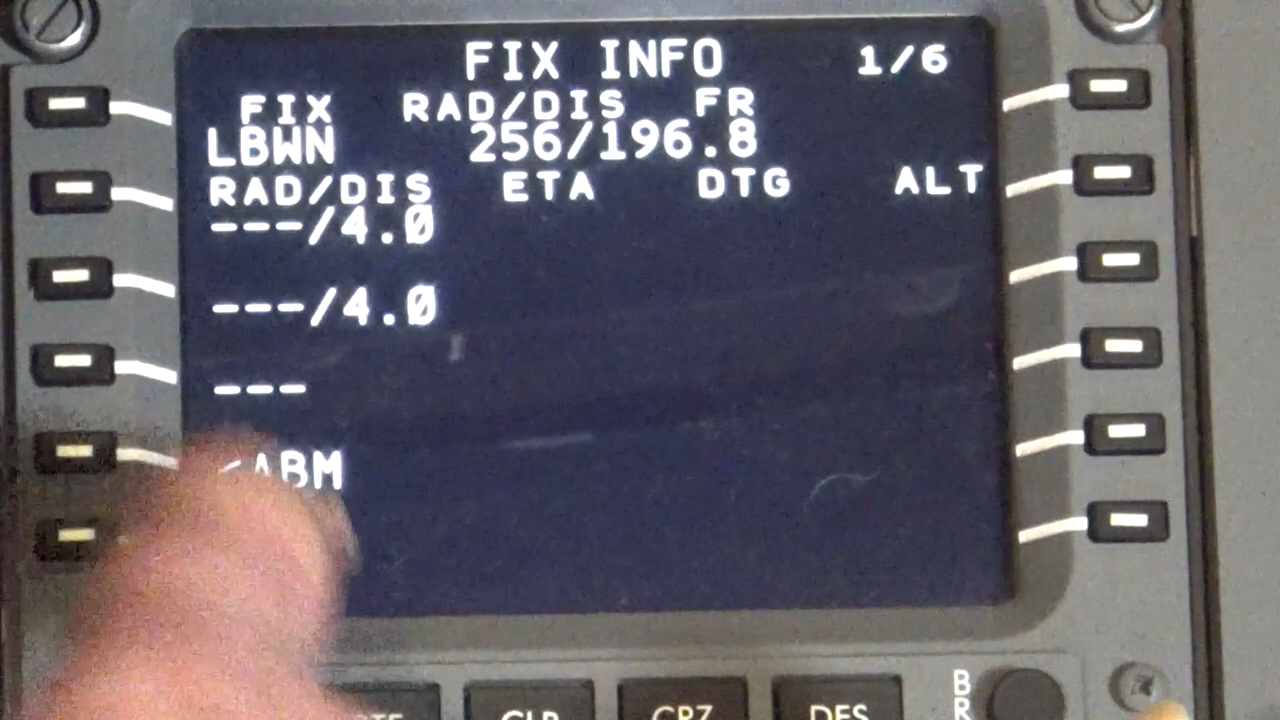 FIX INFO 1/6
FIX RAD/DIS FR
LBWN 256/196.8
RAD/DIS ETA DTG ALT
---/4.0
---/4.0
---
<ABM
CLB CRZ DES